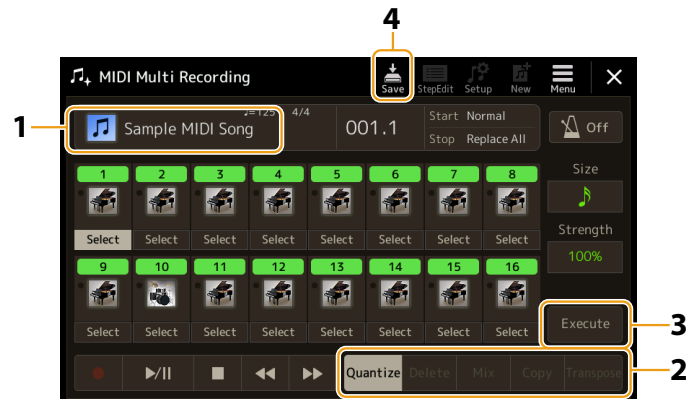 4
MIDI Multi Recording
Save StepEdit Setup New Menu
1
Sample MIDI Song
♩=125 4/4
001.1
Start Normal
Stop Replace All
Off
1 2 3 4 5 6 7 8
Select Select Select Select Select Select Select Select
Size
Strength
100%
9 10 11 12 13 14 15 16
Select Select Select Select Select Select Select Select
Execute
3
Quantize Delete Mix Copy Transpose
2